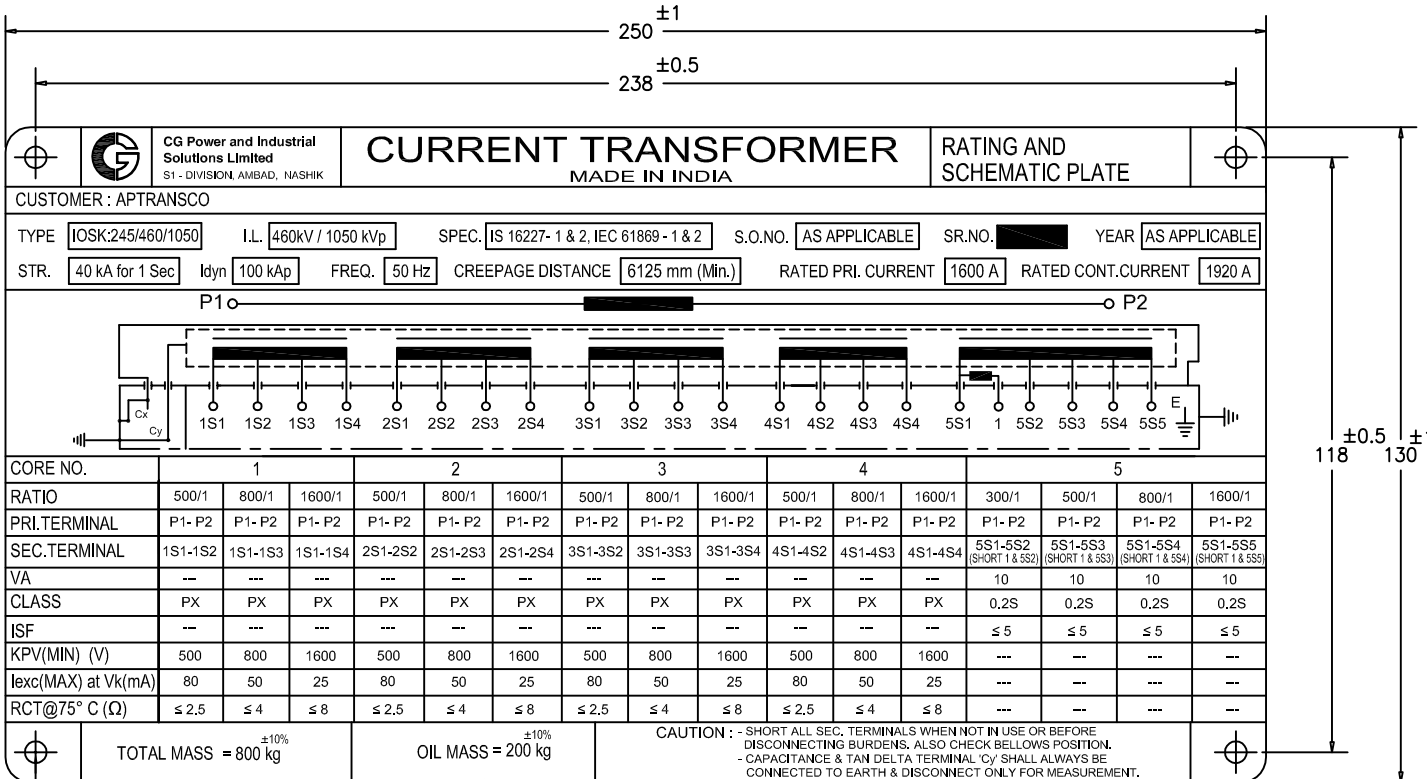 ±1
250
±0.5
238
CG Power and Industrial
Solutions Limited
S1 - DIVISION, AMBAD, NASHIK
CURRENT TRANSFORMER
MADE IN INDIA
RATING AND
SCHEMATIC PLATE
CUSTOMER : APTRANSCO
TYPE IOSK:245/460/1050 I.L. 460kV / 1050 kVp SPEC. IS 16227- 1 & 2, IEC 61869 - 1 & 2 S.O.NO. AS APPLICABLE SR.NO. YEAR AS APPLICABLE
STR. 40 kA for 1 Sec Idyn 100 kAp FREQ. 50 Hz CREEPAGE DISTANCE 6125 mm (Min.) RATED PRI. CURRENT 1600 A RATED CONT.CURRENT 1920 A
P1 P2
Cx
Cy
E
1S1 1S2 1S3 1S4 2S1 2S2 2S3 2S4 3S1 3S2 3S3 3S4 4S1 4S2 4S3 4S4 5S1 1 5S2 5S3 5S4 5S5
±0.5
118
130
CORE NO. 1 2 3 4 5
RATIO 500/1 800/1 1600/1 500/1 800/1 1600/1 500/1 800/1 1600/1 500/1 800/1 1600/1 300/1 500/1 800/1 1600/1
PRI.TERMINAL P1- P2 P1- P2 P1- P2 P1- P2 P1- P2 P1- P2 P1- P2 P1- P2 P1- P2 P1- P2 P1- P2 P1- P2 P1- P2 P1- P2 P1- P2 P1- P2
SEC.TERMINAL 1S1-1S2 1S1-1S3 1S1-1S4 2S1-2S2 2S1-2S3 2S1-2S4 3S1-3S2 3S1-3S3 3S1-3S4 4S1-4S2 4S1-4S3 4S1-4S4 5S1-5S2 5S1-5S3 5S1-5S4 5S1-5S5
(SHORT 1 & 5S2) (SHORT 1 & 5S3) (SHORT 1 & 5S4) (SHORT 1 & 5S5)
VA --- --- --- --- --- --- --- --- --- --- --- --- 10 10 10 10
CLASS PX PX PX PX PX PX PX PX PX PX PX PX 0.2S 0.2S 0.2S 0.2S
ISF --- --- --- --- --- --- --- --- --- --- --- --- ≤ 5 ≤ 5 ≤ 5 ≤ 5
KPV(MIN) (V) 500 800 1600 500 800 1600 500 800 1600 500 800 1600 --- --- --- ---
Iexc(MAX) at Vk(mA) 80 50 25 80 50 25 80 50 25 80 50 25 --- --- --- ---
RCT@75° C (Ω) ≤ 2.5 ≤ 4 ≤ 8 ≤ 2.5 ≤ 4 ≤ 8 ≤ 2.5 ≤ 4 ≤ 8 ≤ 2.5 ≤ 4 ≤ 8 --- --- --- ---
TOTAL MASS = 800 kg ±10%
OIL MASS = 200 kg ±10%
CAUTION : - SHORT ALL SEC. TERMINALS WHEN NOT IN USE OR BEFORE
DISCONNECTING BURDENS. ALSO CHECK BELLOWS POSITION.
- CAPACITANCE & TAN DELTA TERMINAL 'Cy' SHALL ALWAYS BE
CONNECTED TO EARTH & DISCONNECT ONLY FOR MEASUREMENT.